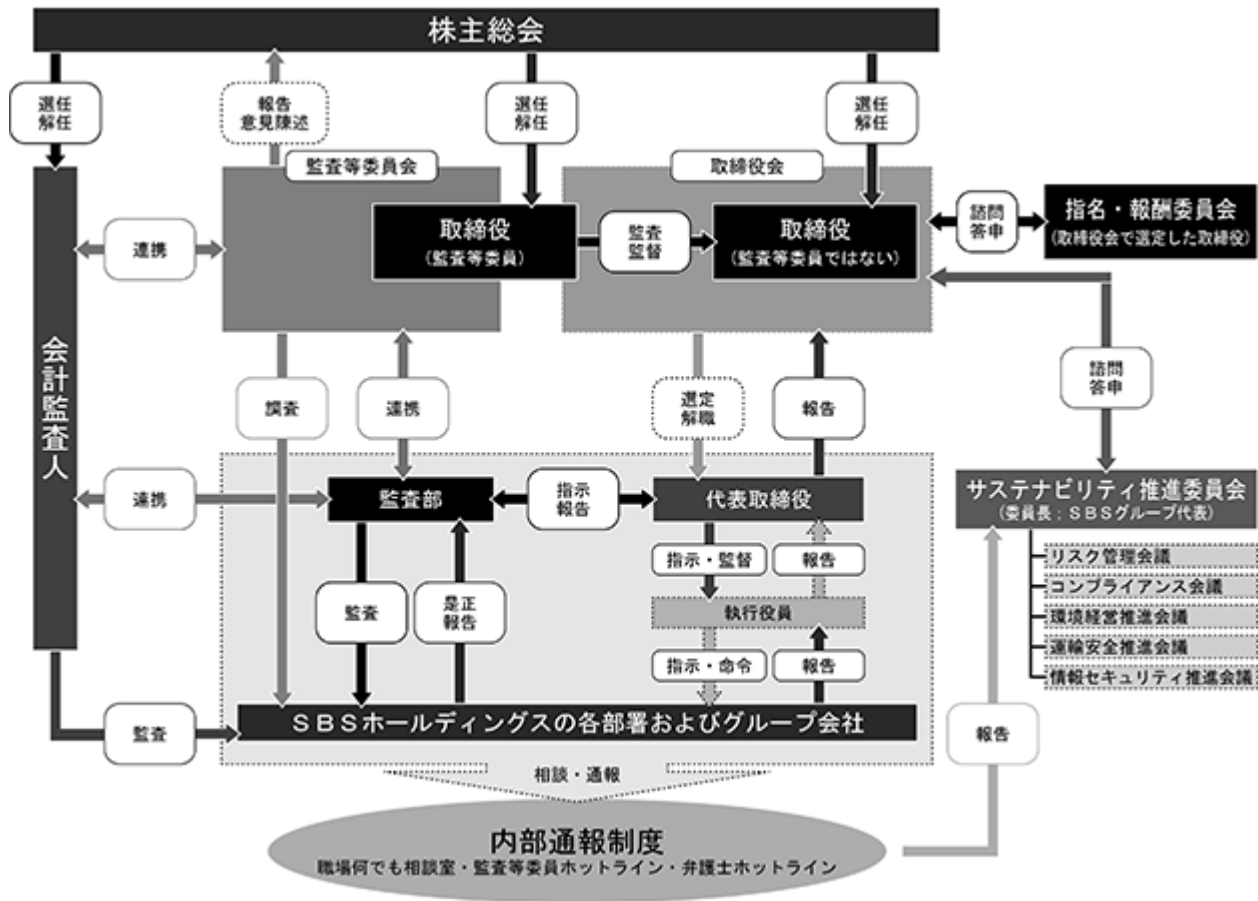 株主総会
選任
解任
報告
意見陳述
選任
解任
選任
解任
監査等委員会
取締役会
取締役
(監査等委員)
監査
監督
取締役
(監査等委員ではない)
諮問
答申
指名・報酬委員会
(取締役会で選定した取締役)
連携
会計監査人
調査
連携
選定
解職
報告
諮問
答申
連携
監査部
指示
報告
代表取締役
サステナビリティ推進委員会
(委員長:SBSグループ代表)
指示・監督
報告
リスク管理会議
コンプライアンス会議
環境経営推進会議
運輸安全推進会議
情報セキュリティ推進会議
監査
是正
報告
執行役員
指示・命令
報告
監査
SBSホールディングスの各部署およびグループ会社
報告
相談・通報
内部通報制度
職場何でも相談室・監査等委員ホットライン・弁護士ホットライン